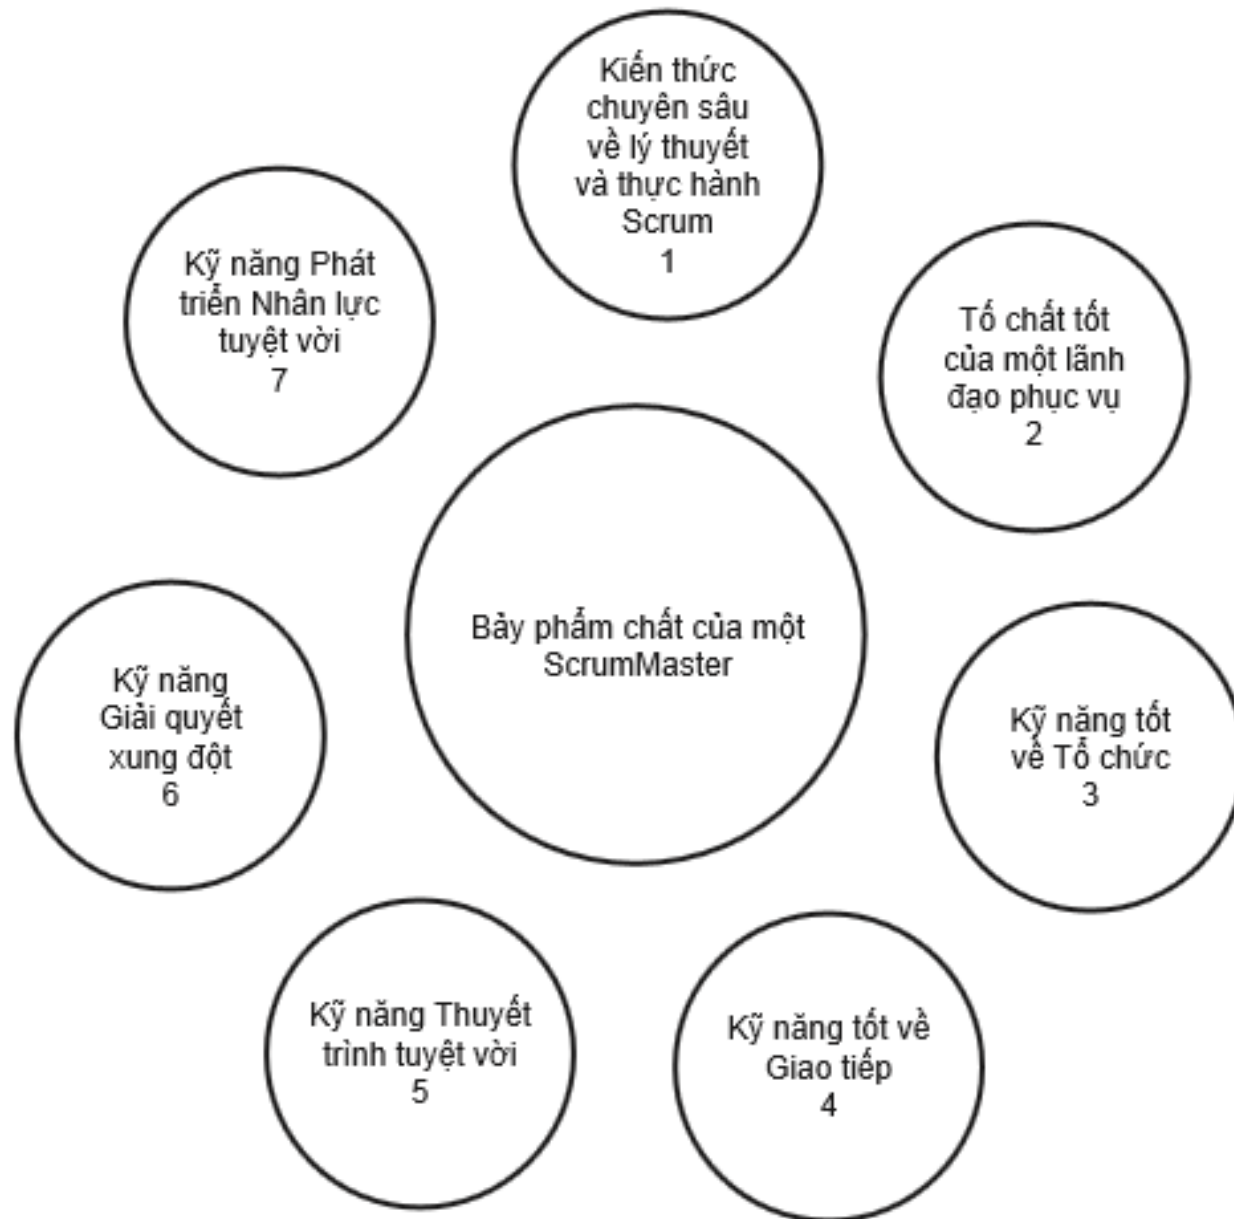 Kiến thức
chuyên sâu
về lý thuyết
và thực hành
Scrum
1
Tố chất tốt
của một lãnh
đạo phục vụ
2
Kỹ năng tốt
về Tổ chức
3
Kỹ năng tốt về
Giao tiếp
4
Kỹ năng Thuyết
trình tuyệt vời
5
Kỹ năng
Giải quyết
xung đột
6
Kỹ năng Phát
triển Nhân lực
tuyệt vời
7
Bảy phẩm chất của một
ScrumMaster